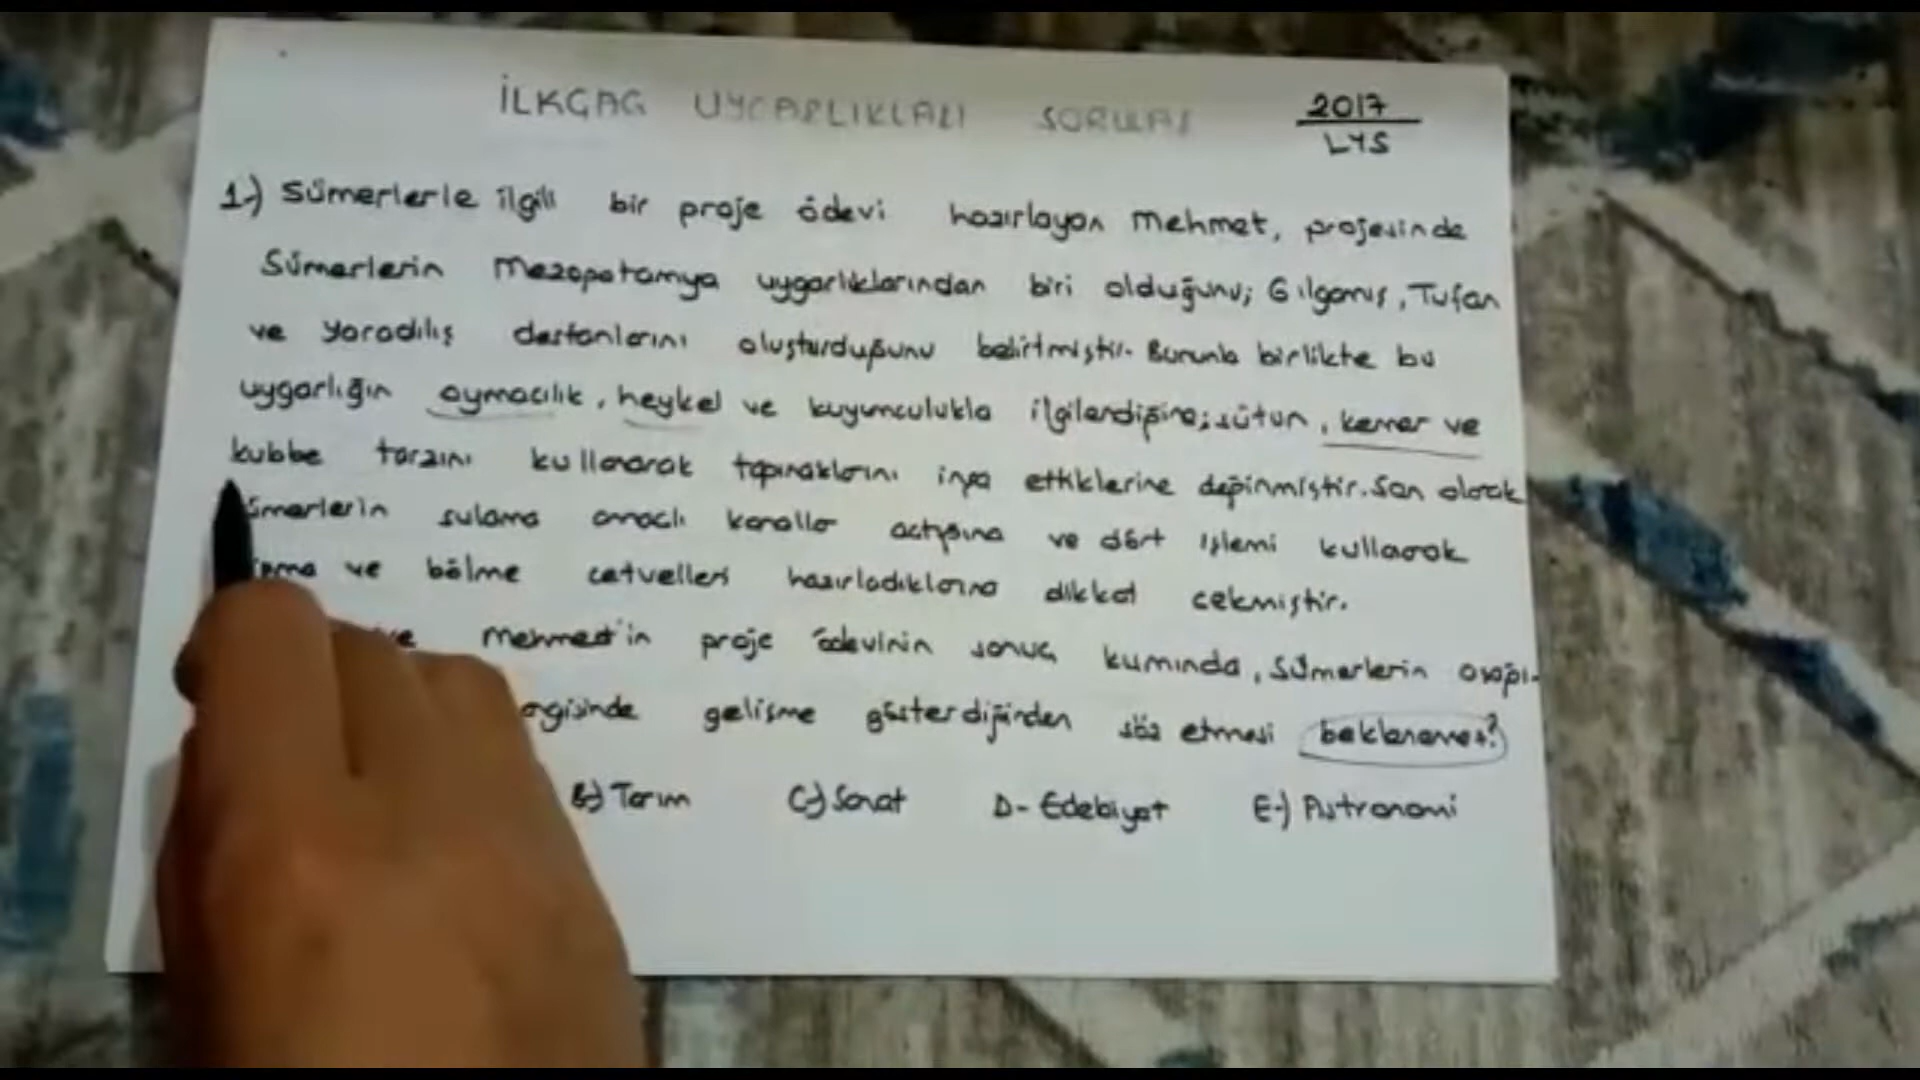 İLKÇAĞ UYGARLIKLARI SORULAR
2017
LYS
1-) Sümerlerle ilgili bir proje ödevi hazırlayan Mehmet, projesinde
Sümerlerin Mezopotamya uygarlıklarından biri olduğunu; Gılgamış, Tufan
ve Yaradılış destanlarını oluşturduğunu belirtmiştir. Bununla birlikte bu
uygarlığın oymacılık, heykel ve kuyumculukla ilgilendiğine; sütun, kemer ve
kubbe tarzını kullanarak tapınaklarını inşa ettiklerine değinmiştir. Son olarak
ümerlerin sulama amaçlı kanallar açtığına ve dört işlemi kullaarak
ve bölme cetvelleri hazırladıklarına dikkat çekmiştir.
Mehmet'in proje ödevinin sonuç kısmında, Sümerlerin aşağı-
angisinde gelişme gösterdiğinden söz etmesi beklenemez?
B-) Tarım C-) Sanat D- Edebiyat E-) Astronomi